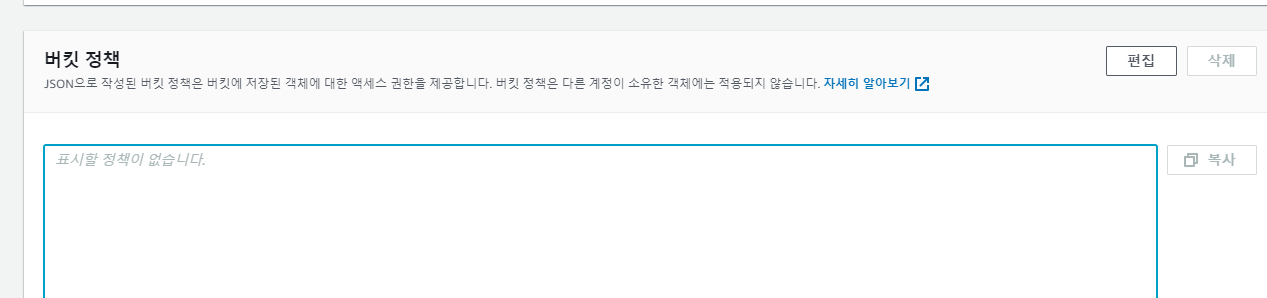 버킷 정책
편집
삭제
JSON으로 작성된 버킷 정책은 버킷에 저장된 객체에 대한 액세스 권한을 제공합니다. 버킷 정책은 다른 계정이 소유한 객체에는 적용되지 않습니다. 자세히 알아보기
표시할 정책이 없습니다.
복사